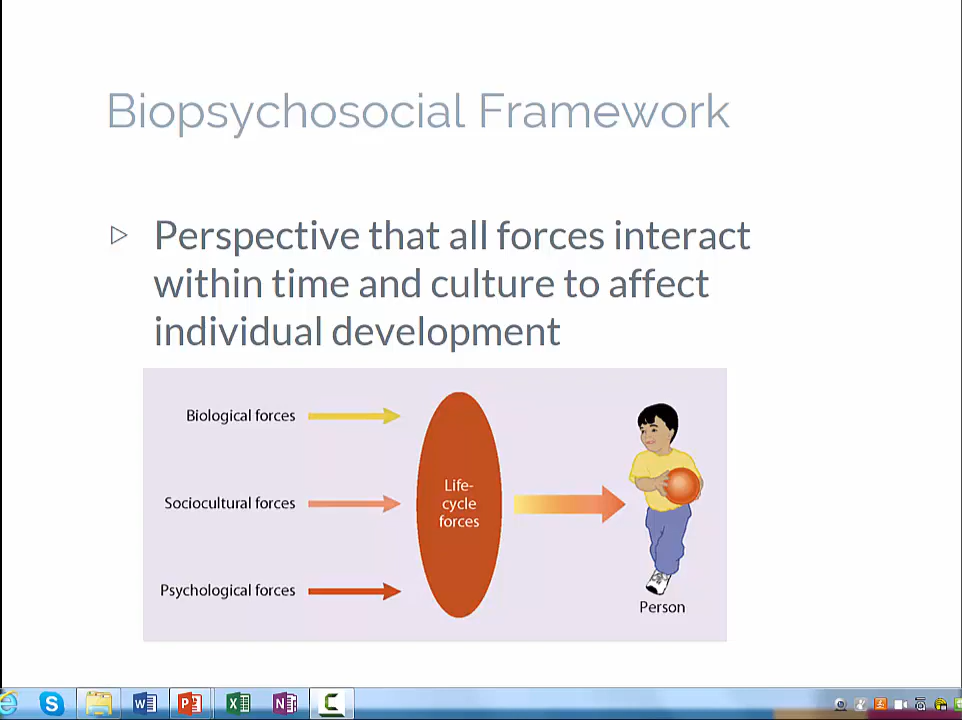 Biopsychosocial Framework
Perspective that all forces interact
within time and culture to affect
individual development
Biological forces
Sociocultural forces
Psychological forces
Life-
cycle
forces
Person